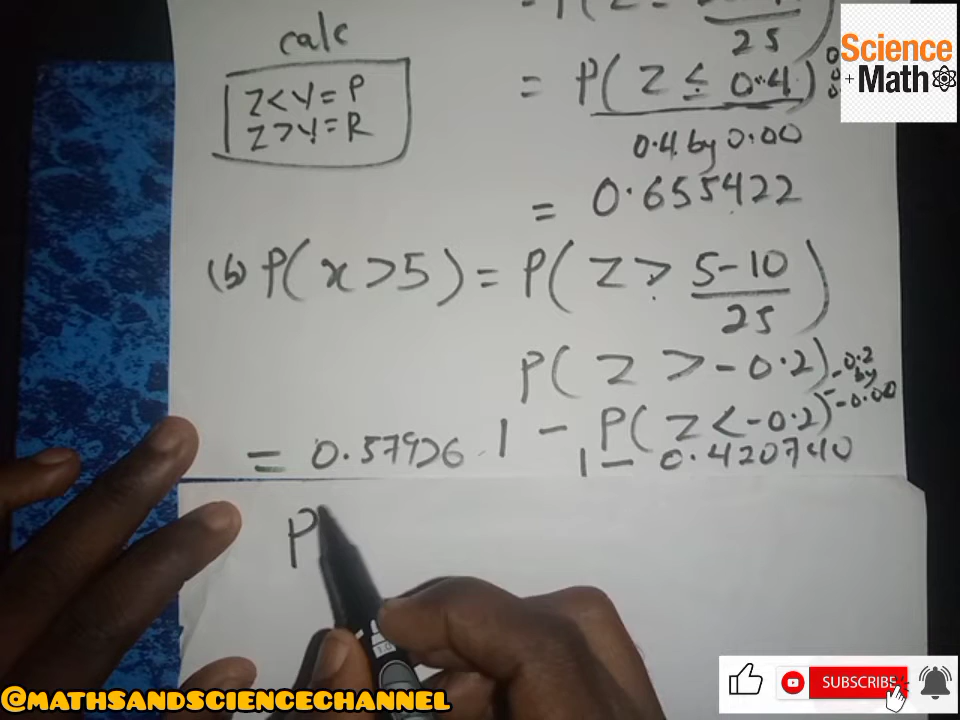 25
calc
= P(Z ≤ 0.4)
Z<Y=P
Z>Y=R
0.4 by 0.00
= 0.655422
(b) P(x>5) = P(Z > 5-10
25)
P(Z > -0.2)
-0.2
by
-0.00
1 - P(Z < -0.2)
= 0.57926
1 - 0.420740
P
Science
+Math
SUBSCRIBE
@MATHSANDSCIENCECHANNEL